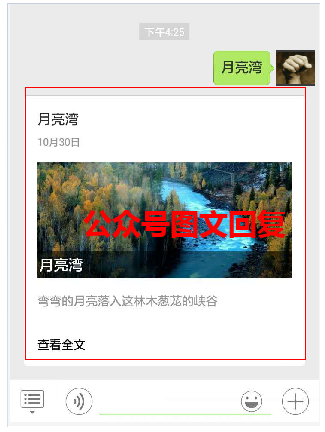 下午4:25
月亮湾
月亮湾
10月30日
公众号图文回复
月亮湾
弯弯的月亮落入这林木葱茏的峡谷
查看全文